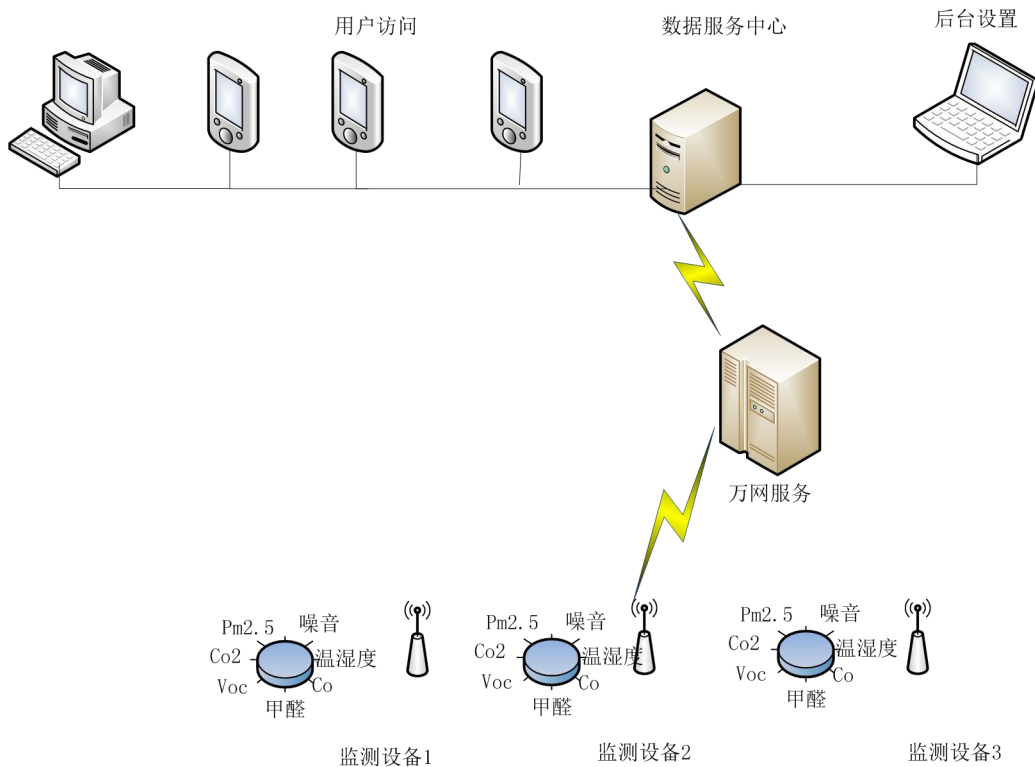 用户访问
数据服务中心
后台设置
万网服务
Pm2.5
噪音
Co2
温湿度
Voc
Co
甲醛
监测设备1
Pm2.5
噪音
Co2
温湿度
Voc
Co
甲醛
监测设备2
Pm2.5
噪音
Co2
温湿度
Voc
Co
甲醛
监测设备3